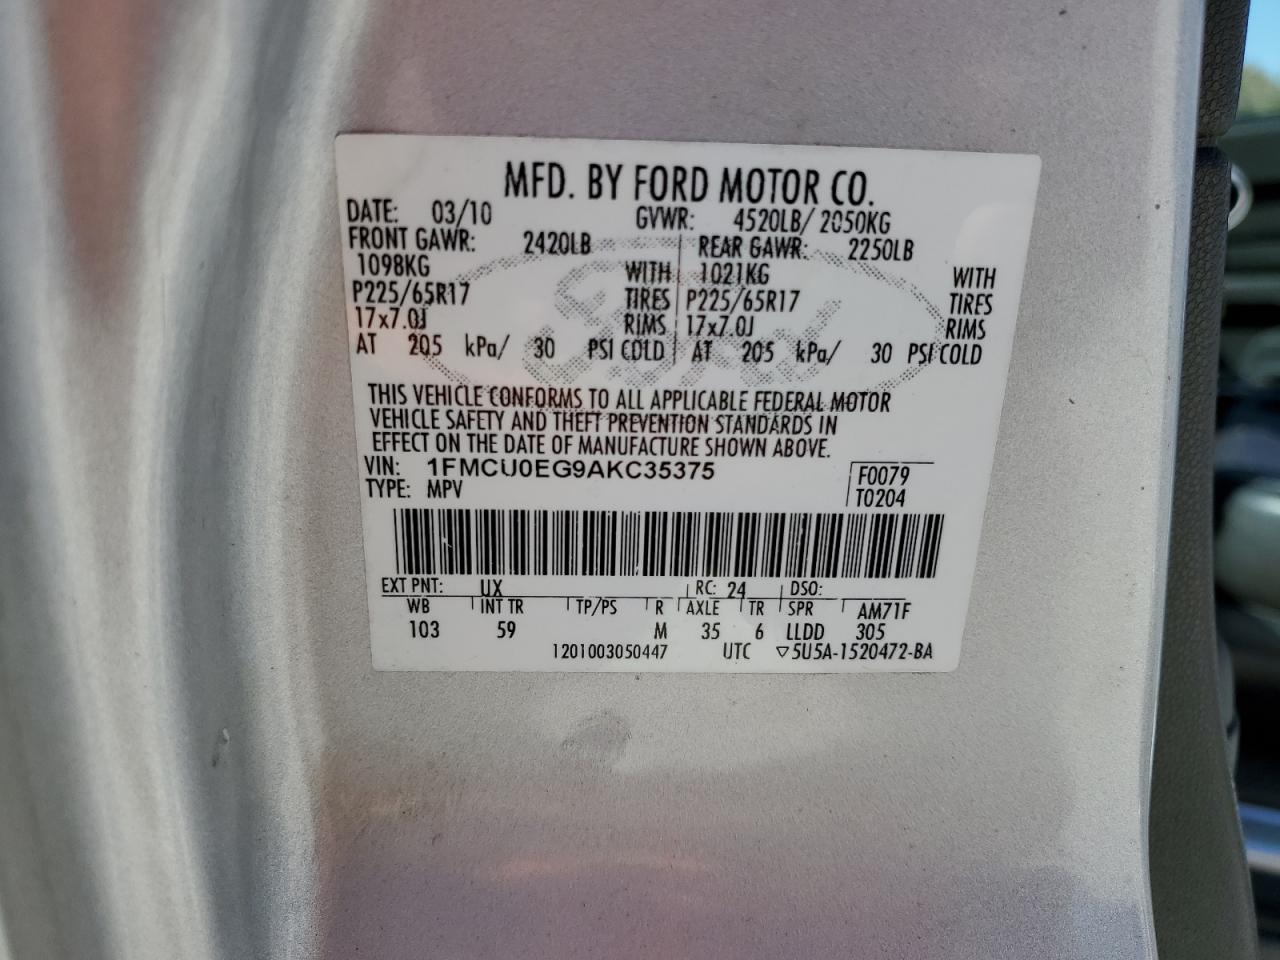 MFD. BY FORD MOTOR CO.
DATE: 03/10 GVWR: 4520LB/ 2050KG
FRONT GAWR: 2420LB REAR GAWR: 2250LB
1098KG WITH 1021KG WITH
P225/65R17 TIRES P225/65R17 TIRES
17x7.0J RIMS 17x7.0J RIMS
AT 205 kPa/ 30 PSI COLD AT 205 kPa/ 30 PSI COLD
THIS VEHICLE CONFORMS TO ALL APPLICABLE FEDERAL MOTOR
VEHICLE SAFETY AND THEFT PREVENTION STANDARDS IN
EFFECT ON THE DATE OF MANUFACTURE SHOWN ABOVE.
VIN: 1FMCU0EG9AKC35375 F0079
TYPE: MPV T0204
EXT PNT: UX RC: 24 DSO:
WB INT TR TP/PS R AXLE TR SPR AM71F
103 59 M 35 6 LLDD 305
1201003050447 UTC ▽5U5A-1520472-BA
Ford